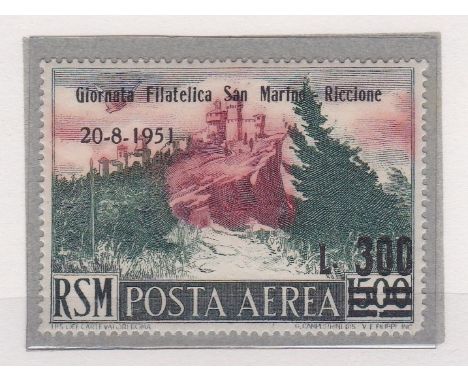 Giornata Filatelica San Marino - Riccione
20-8-1951
L. 300
RSM POSTA AEREA 500